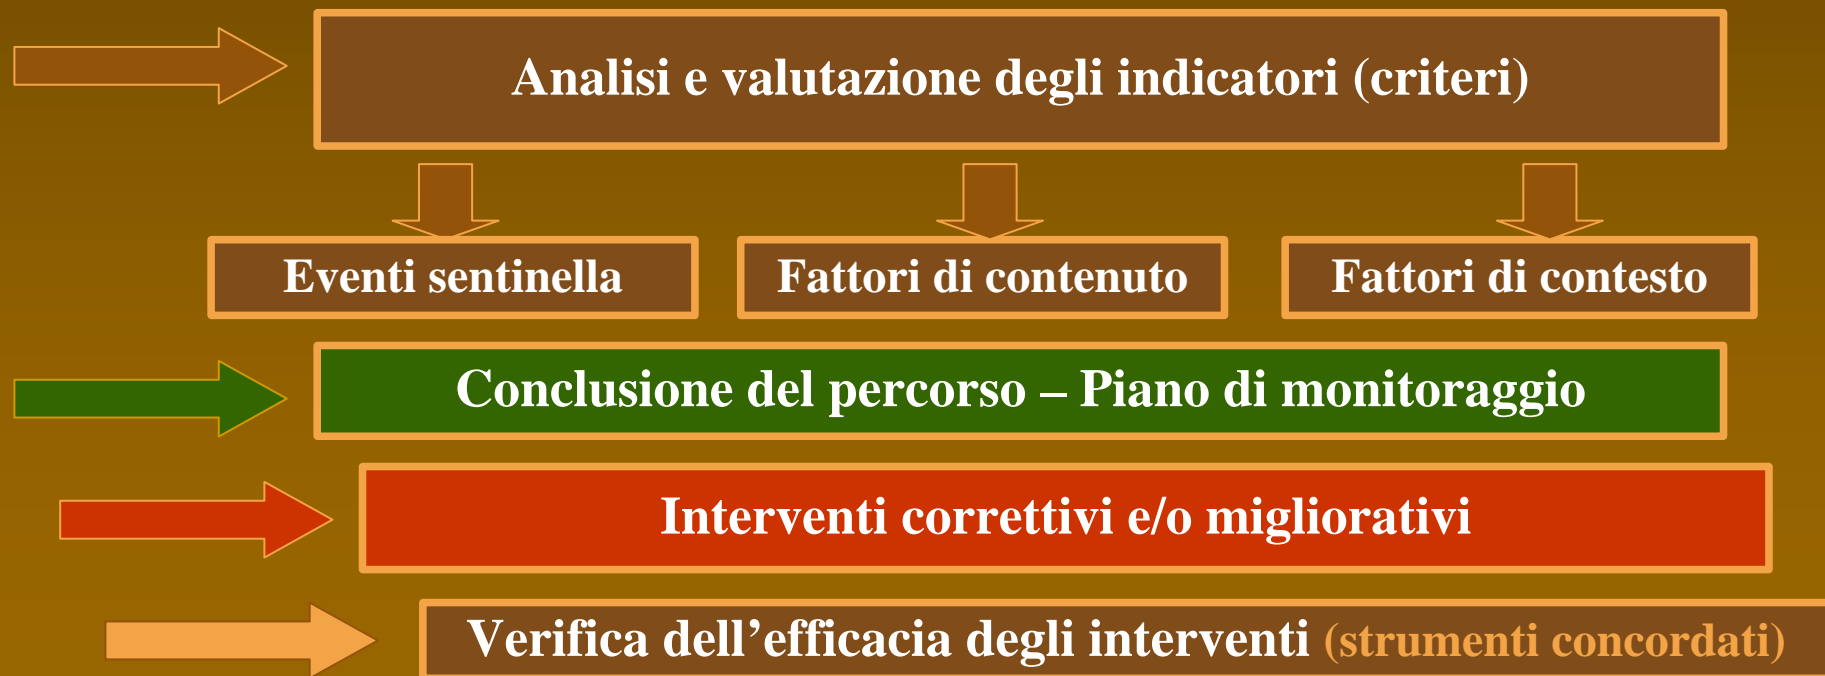 Analisi e valutazione degli indicatori (criteri)
Eventi sentinella
Fattori di contenuto
Fattori di contesto
Conclusione del percorso – Piano di monitoraggio
Interventi correttivi e/o migliorativi
Verifica dell’efficacia degli interventi (strumenti concordati)